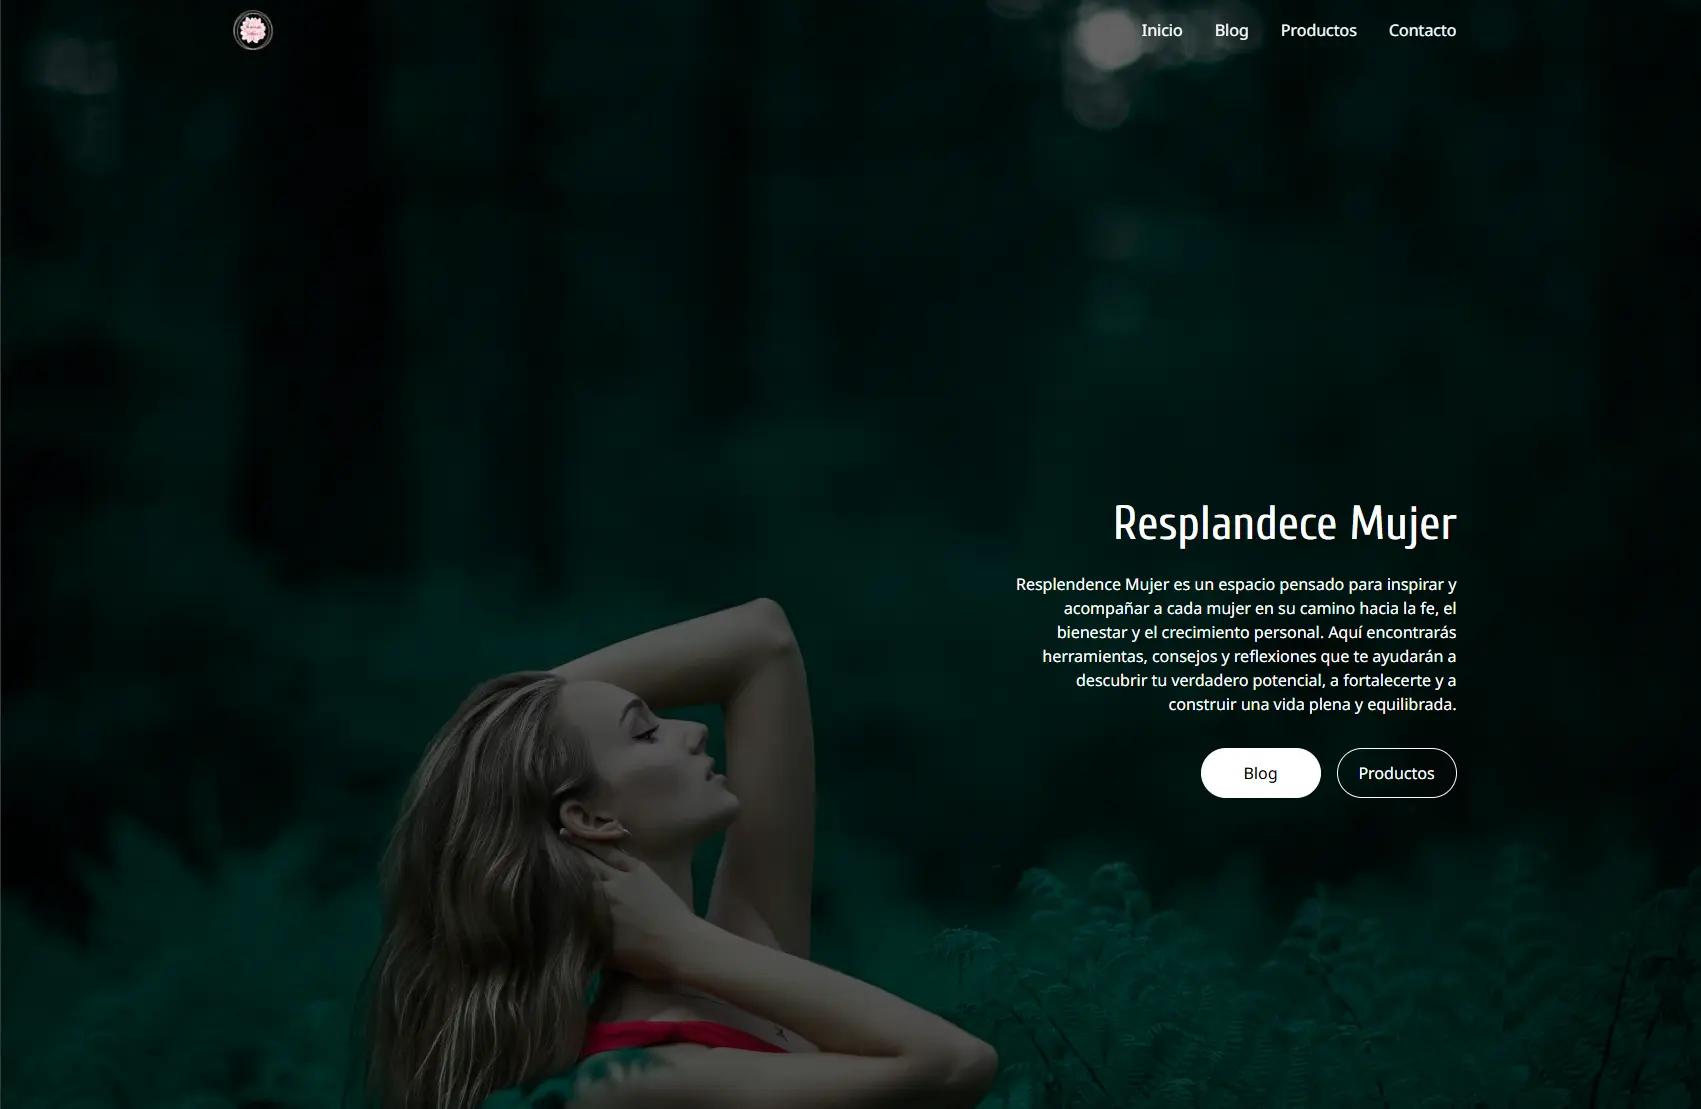 Inicio Blog Productos Contacto
Resplandece Mujer
Resplendence Mujer es un espacio pensado para inspirar y
acompañar a cada mujer en su camino hacia la fe, el
bienestar y el crecimiento personal. Aquí encontrarás
herramientas, consejos y reflexiones que te ayudarán a
descubrir tu verdadero potencial, a fortalecerte y a
construir una vida plena y equilibrada.
Blog Productos